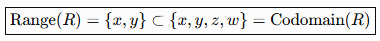 Range(R) = {x, y} ⊂ {x, y, z, w} = Codomain(R)